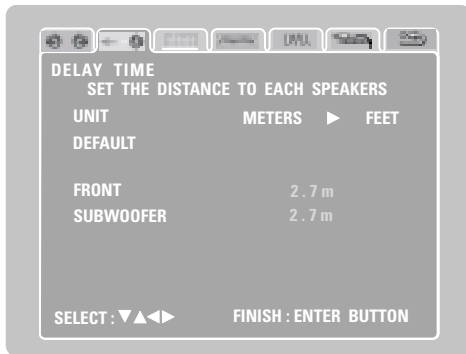 DELAY TIME
SET THE DISTANCE TO EACH SPEAKERS
UNIT METERS ▶ FEET
DEFAULT
FRONT 2.7 m
SUBWOOFER 2.7 m
SELECT : ▼▲◀▶ FINISH : ENTER BUTTON